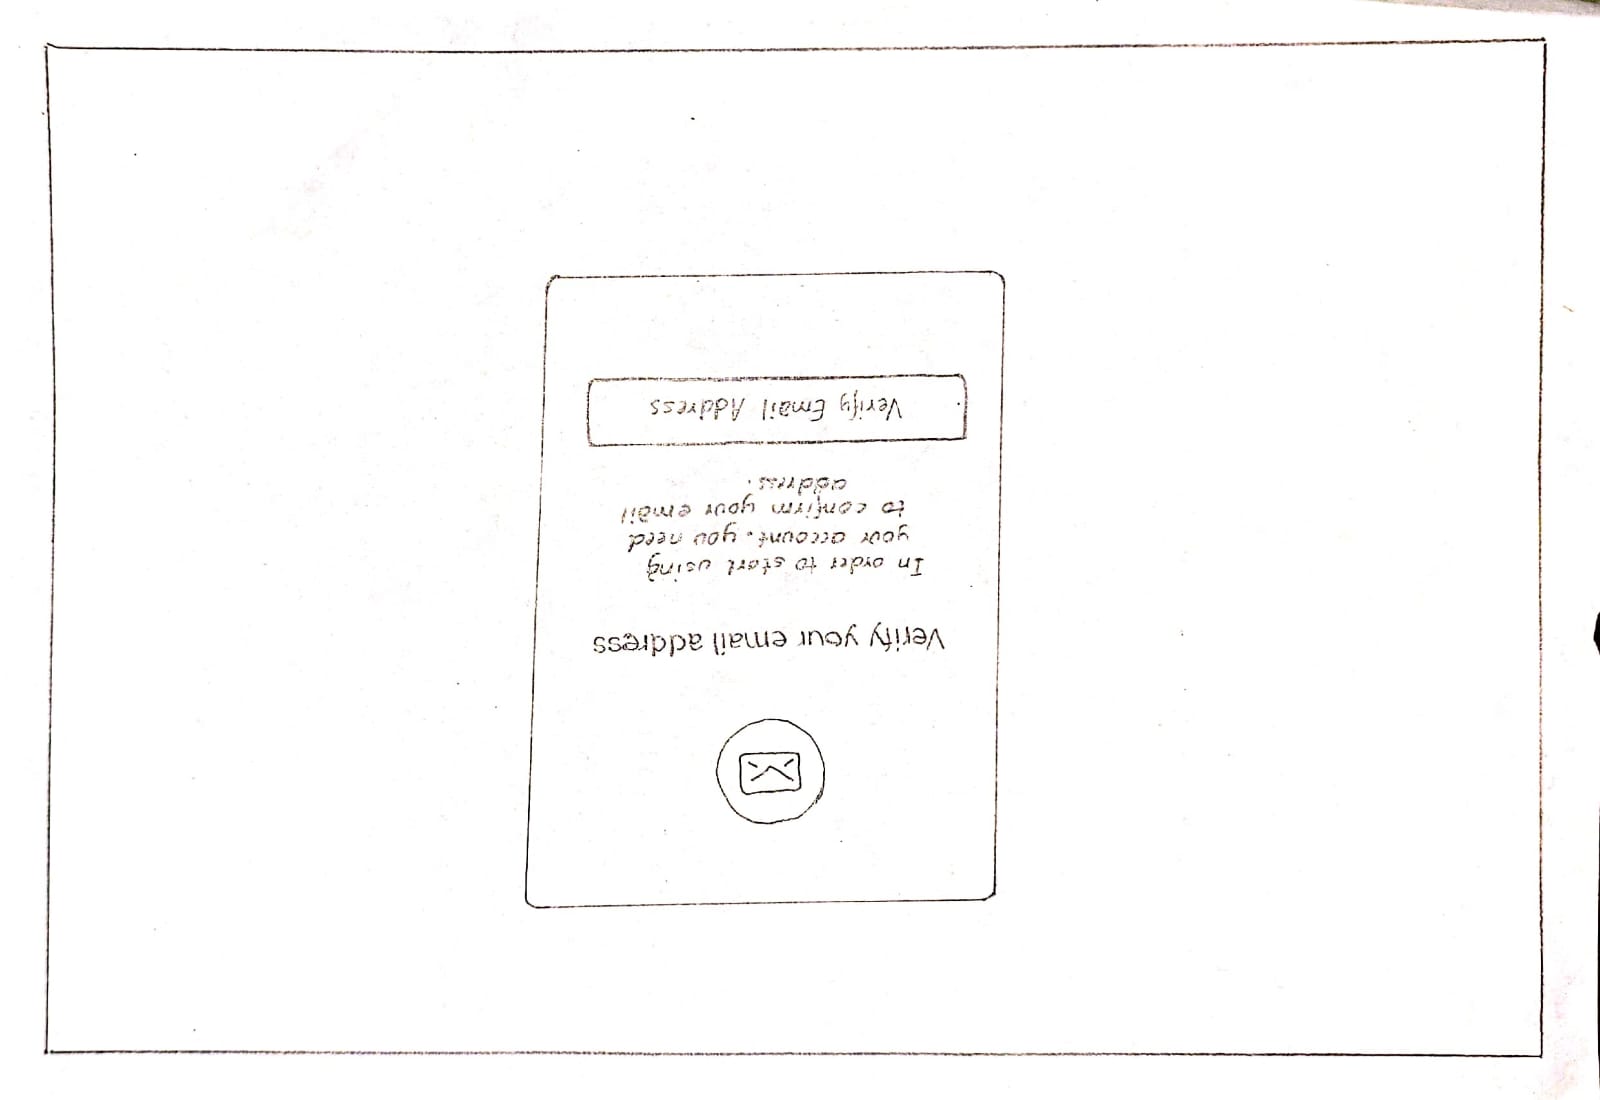 Verify your email address
In order to start using
your account. you need
to confirm your email
address.
Verify Email Address